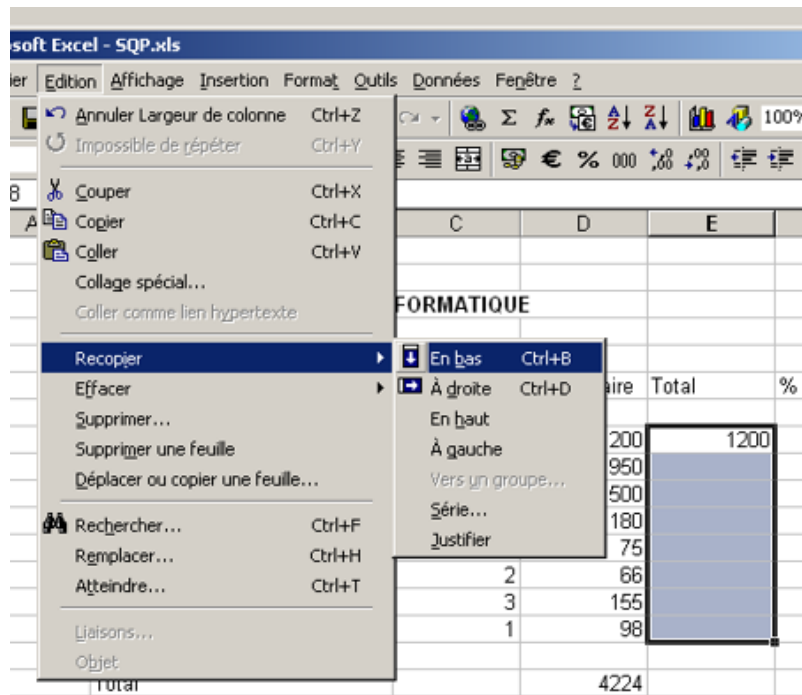 soft Excel - SQP.xls
ier Edition Affichage Insertion Format Outils Données Fenêtre ?
Annuler Largeur de colonne Ctrl+Z
Impossible de répéter Ctrl+Y
Couper Ctrl+X
Copier Ctrl+C
Coller Ctrl+V
Collage spécial...
Coller comme lien hypertexte
Recopier
Effacer
Supprimer...
Supprimer une feuille
Déplacer ou copier une feuille...
Rechercher... Ctrl+F
Remplacer... Ctrl+H
Atteindre... Ctrl+T
Liaisons...
Objet
En bas Ctrl+B
À droite Ctrl+D
En haut
À gauche
Vers un groupe...
Série...
Justifier
Σ fx 100%
€ % 000
8
A C D E
FORMATIQUE
aire Total %
200 1200
950
500
180
75
2 66
3 155
1 98
Total 4224